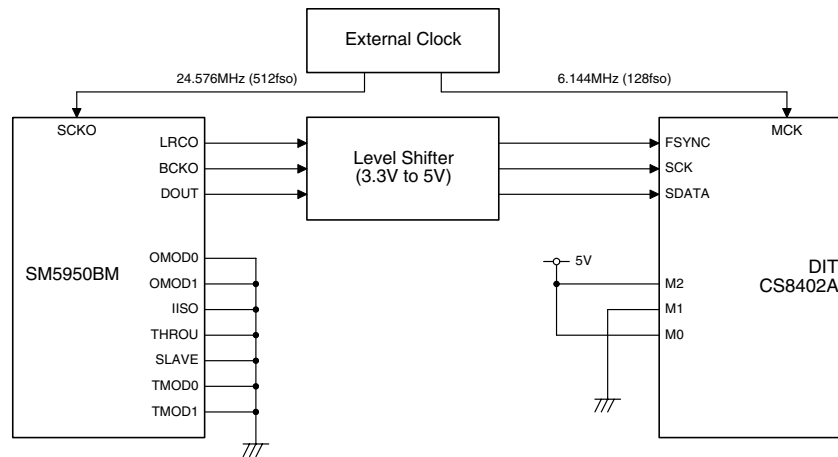 External Clock
24.576MHz (512fso)
6.144MHz (128fso)
SCKO
MCK
LRCO
BCKO
DOUT
Level Shifter
(3.3V to 5V)
FSYNC
SCK
SDATA
SM5950BM
OMOD0
OMOD1
IISO
THROU
SLAVE
TMOD0
TMOD1
5V
M2
M1
M0
DIT
CS8402A